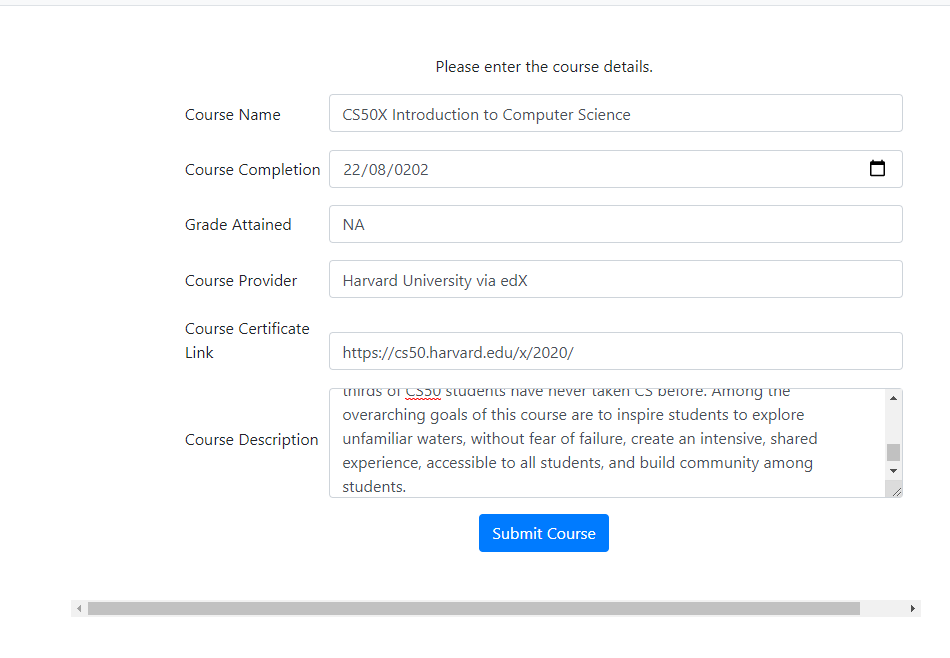 Please enter the course details.
Course Name
CS50X Introduction to Computer Science
Course Completion
22/08/0202
Grade Attained
NA
Course Provider
Harvard University via edX
Course Certificate
Link
https://cs50.harvard.edu/x/2020/
Course Description
thirds of CS50 students have never taken CS before. Among the
overarching goals of this course are to inspire students to explore
unfamiliar waters, without fear of failure, create an intensive, shared
experience, accessible to all students, and build community among
students.
Submit Course